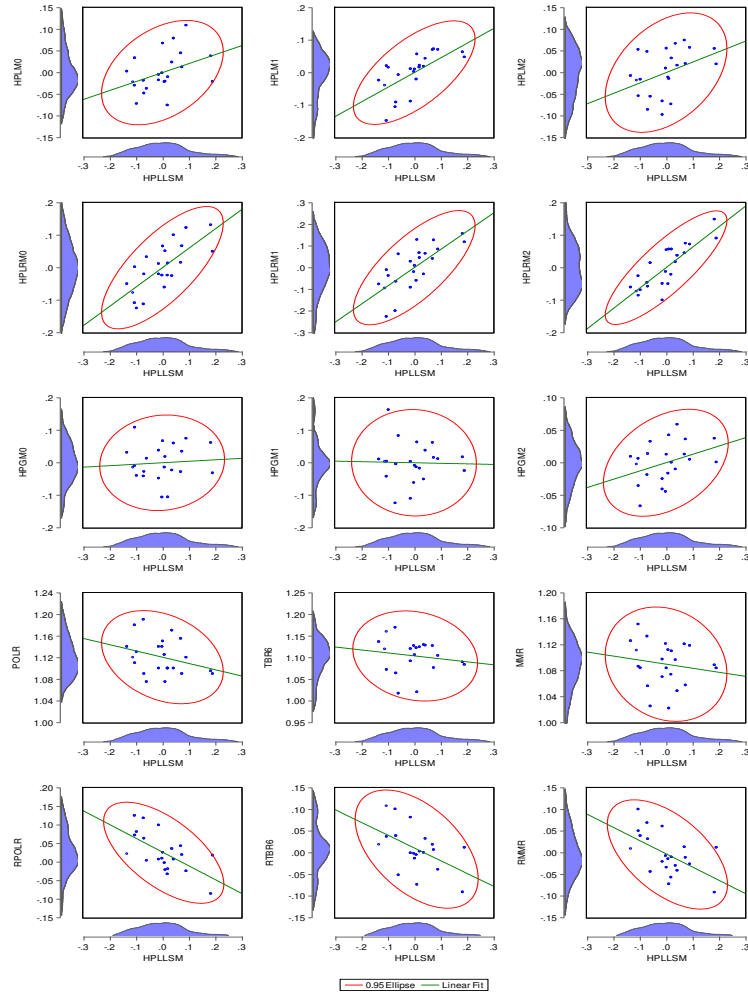 HPLM0
.15
.10
.05
.00
-.05
-.10
-.15
-.3 -.2 -.1 .0 .1 .2 .3
HPLLSM
HPLM1
.2
.1
.0
-.1
-.2
-.3 -.2 -.1 .0 .1 .2 .3
HPLLSM
HPLM2
.15
.10
.05
.00
-.05
-.10
-.15
-.3 -.2 -.1 .0 .1 .2 .3
HPLLSM
HPLRM0
.2
.1
.0
-.1
-.2
-.3 -.2 -.1 .0 .1 .2 .3
HPLLSM
HPLRM1
.3
.2
.1
.0
-.1
-.2
-.3
-.3 -.2 -.1 .0 .1 .2 .3
HPLLSM
HPLRM2
.2
.1
.0
-.1
-.2
-.3 -.2 -.1 .0 .1 .2 .3
HPLLSM
HPGM0
.2
.1
.0
-.1
-.2
-.3 -.2 -.1 .0 .1 .2 .3
HPLLSM
HPGM1
.2
.1
.0
-.1
-.2
-.3 -.2 -.1 .0 .1 .2 .3
HPLLSM
HPGM2
.10
.05
.00
-.05
-.10
-.3 -.2 -.1 .0 .1 .2 .3
HPLLSM
POLR
1.24
1.20
1.16
1.12
1.08
1.04
1.00
-.3 -.2 -.1 .0 .1 .2 .3
HPLLSM
TBR6
1.25
1.20
1.15
1.10
1.05
1.00
0.95
-.3 -.2 -.1 .0 .1 .2 .3
HPLLSM
MMR
1.20
1.16
1.12
1.08
1.04
1.00
-.3 -.2 -.1 .0 .1 .2 .3
HPLLSM
RPOLR
.20
.15
.10
.05
.00
-.05
-.10
-.15
-.3 -.2 -.1 .0 .1 .2 .3
HPLLSM
RTBR6
.15
.10
.05
.00
-.05
-.10
-.15
-.3 -.2 -.1 .0 .1 .2 .3
HPLLSM
RMMR
.15
.10
.05
.00
-.05
-.10
-.15
-.3 -.2 -.1 .0 .1 .2 .3
HPLLSM
0.95 Ellipse Linear Fit